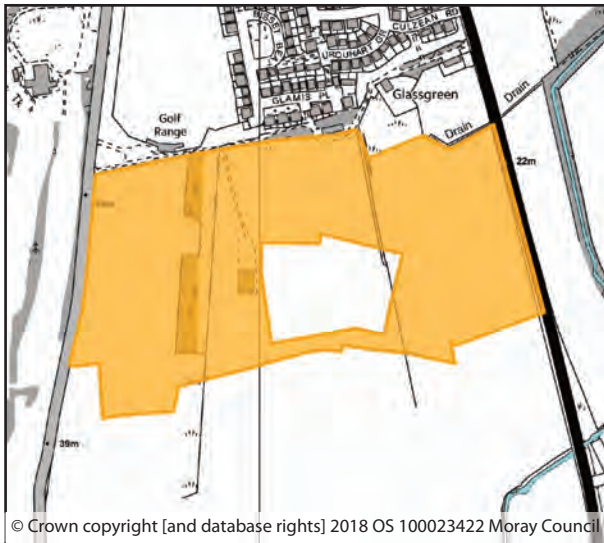 CULZEAN RD
URQUHART DR
GLAMIS PL
Glassgreen
Golf
Range
Drain
Drain
22m
39m
© Crown copyright [and database rights] 2018 OS 100023422 Moray Council